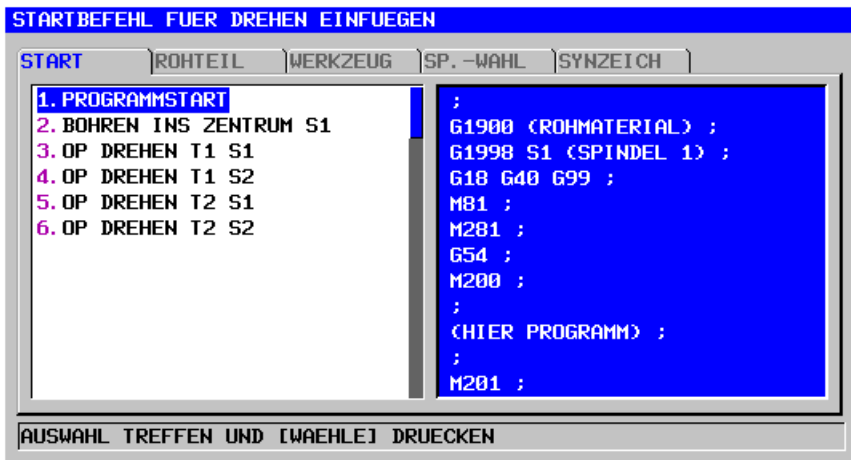 STARTBEFEHL FUER DREHEN EINFUEGEN
START ROHTEIL WERKZEUG SP.-WAHL SYNZEICH
1. PROGRAMMSTART
2. BOHREN INS ZENTRUM S1
3. OP DREHEN T1 S1
4. OP DREHEN T1 S2
5. OP DREHEN T2 S1
6. OP DREHEN T2 S2
;
G1900 (ROHMATERIAL) ;
G1998 S1 (SPINDEL 1) ;
G18 G40 G99 ;
M81 ;
M281 ;
G54 ;
M200 ;
;
(HIER PROGRAMM) ;
;
M201 ;
AUSWAHL TREFFEN UND [WAEHLE] DRUECKEN